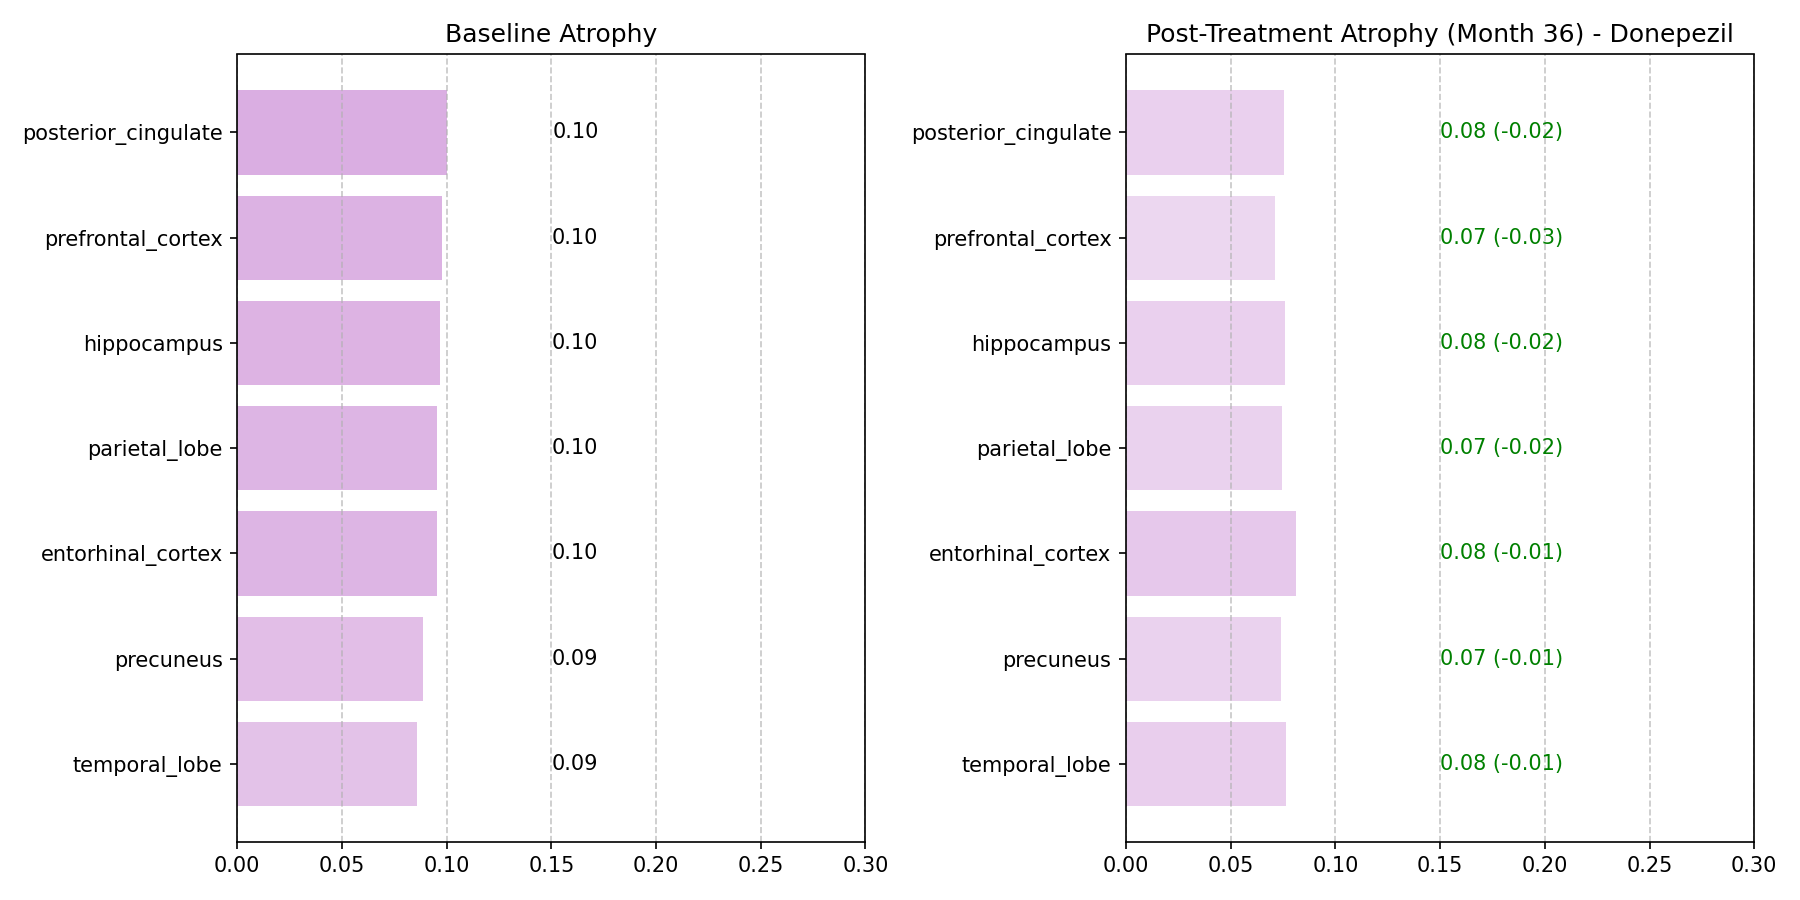 Baseline Atrophy
posterior_cingulate 0.10
prefrontal_cortex 0.10
hippocampus 0.10
parietal_lobe 0.10
entorhinal_cortex 0.10
precuneus 0.09
temporal_lobe 0.09
0.00 0.05 0.10 0.15 0.20 0.25 0.30
Post-Treatment Atrophy (Month 36) - Donepezil
posterior_cingulate 0.08 (-0.02)
prefrontal_cortex 0.07 (-0.03)
hippocampus 0.08 (-0.02)
parietal_lobe 0.07 (-0.02)
entorhinal_cortex 0.08 (-0.01)
precuneus 0.07 (-0.01)
temporal_lobe 0.08 (-0.01)
0.00 0.05 0.10 0.15 0.20 0.25 0.30